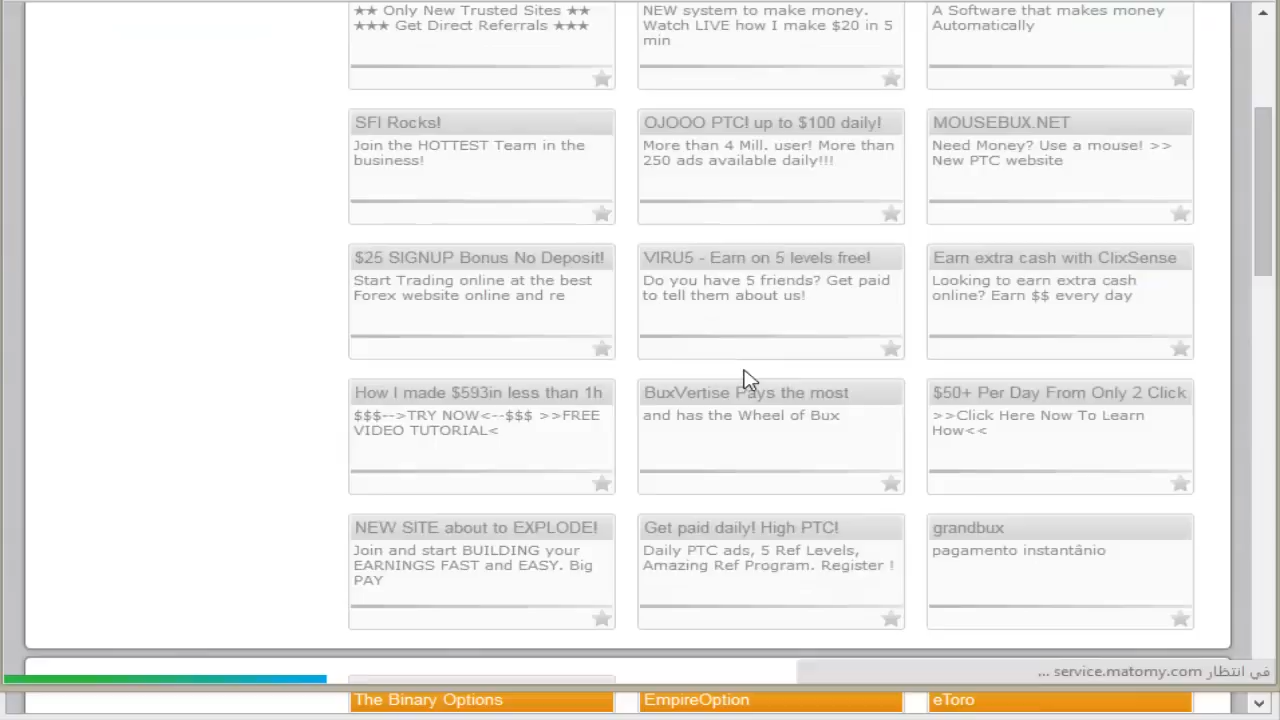 ★★ Only New Trusted Sites ★★
★★★ Get Direct Referrals ★★★
NEW system to make money.
Watch LIVE how I make $20 in 5
min
A Software that makes money
Automatically
SFI Rocks!
Join the HOTTEST Team in the
business!
OJOOO PTC! up to $100 daily!
More than 4 Mill. user! More than
250 ads available daily!!!
MOUSEBUX.NET
Need Money? Use a mouse! >>
New PTC website
$25 SIGNUP Bonus No Deposit!
Start Trading online at the best
Forex website online and re
VIRU5 - Earn on 5 levels free!
Do you have 5 friends? Get paid
to tell them about us!
Earn extra cash with ClixSense
Looking to earn extra cash
online? Earn $$ every day
How I made $593in less than 1h
$$$-->TRY NOW<--$$$ >>FREE
VIDEO TUTORIAL<
BuxVertise Pays the most
and has the Wheel of Bux
$50+ Per Day From Only 2 Click
>>Click Here Now To Learn
How<<
NEW SITE about to EXPLODE!
Join and start BUILDING your
EARNINGS FAST and EASY. Big
PAY
Get paid daily! High PTC!
Daily PTC ads, 5 Ref Levels,
Amazing Ref Program. Register !
grandbux
pagamento instantânio
في انتظار service.matomy.com ...
The Binary Options
EmpireOption
eToro